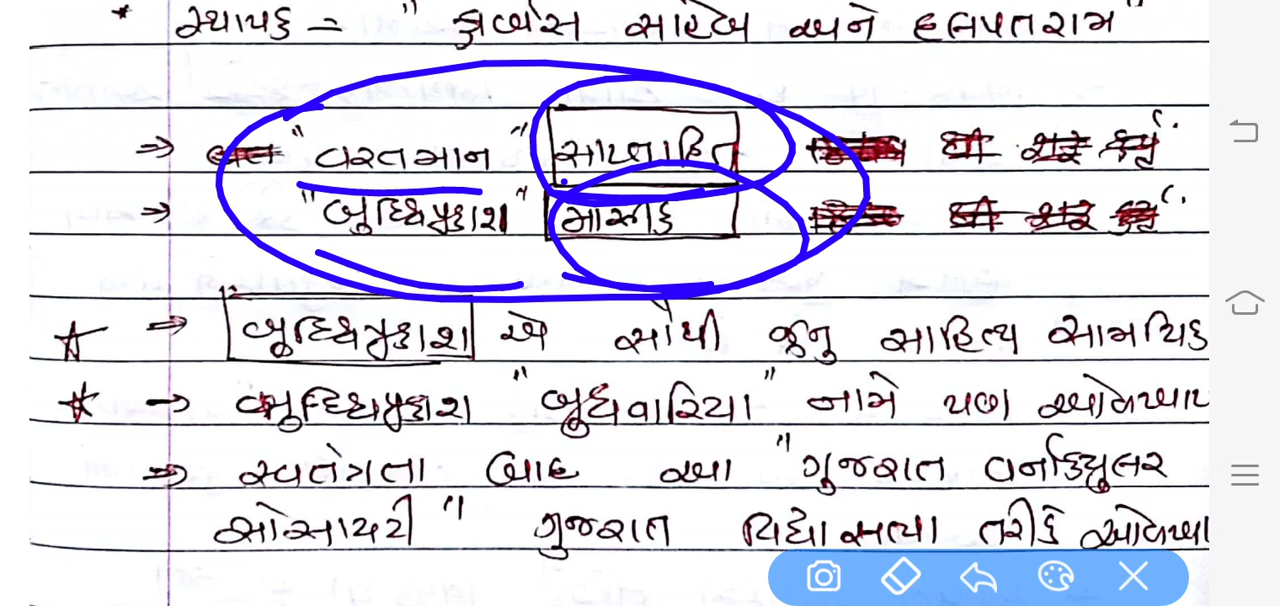 * સ્થાપક = " ફાર્બસ સાહેબ અને દલપતરામ"
⇒ "વરતમાન" સાપ્તાહિત
⇒ "બુધ્ધિપ્રકાશ" માસીક
☆ ⇒ બુધ્ધિપ્રકાશ એ સૌથી જુનુ સાહિત્ય સામયિક
☆ ⇒ બુધ્ધિપ્રકાશ "બુધવારિયા" નામે પણ ઓળખાય
⇒ સ્વતંત્રતા બાદ આ "ગુજરાત વર્નાક્યુલર
સોસાયટી" ગુજરાત વિદ્યાસભા તરીકે ઓળખા